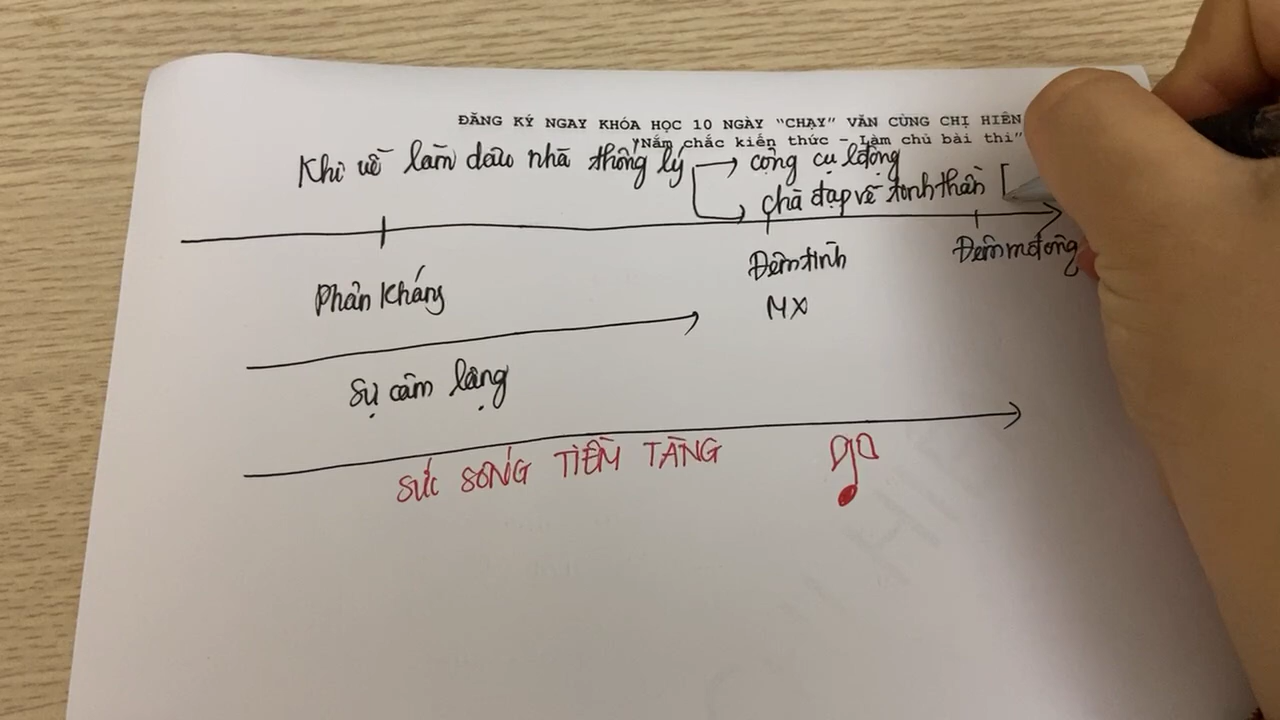 ĐĂNG KÝ NGAY KHÓA HỌC 10 NGÀY “CHẠY” VĂN CÙNG CHỊ HIÊN
"Nắm chắc kiến thức - Làm chủ bài thi”
Khi về làm dâu nhà thống lý
công cụ lđộng
chà đạp về tinh thần [
Đêm tình
MX
Đêm mđông
Phản kháng
Sự câm lặng
SỨC SỐNG TIỀM TÀNG